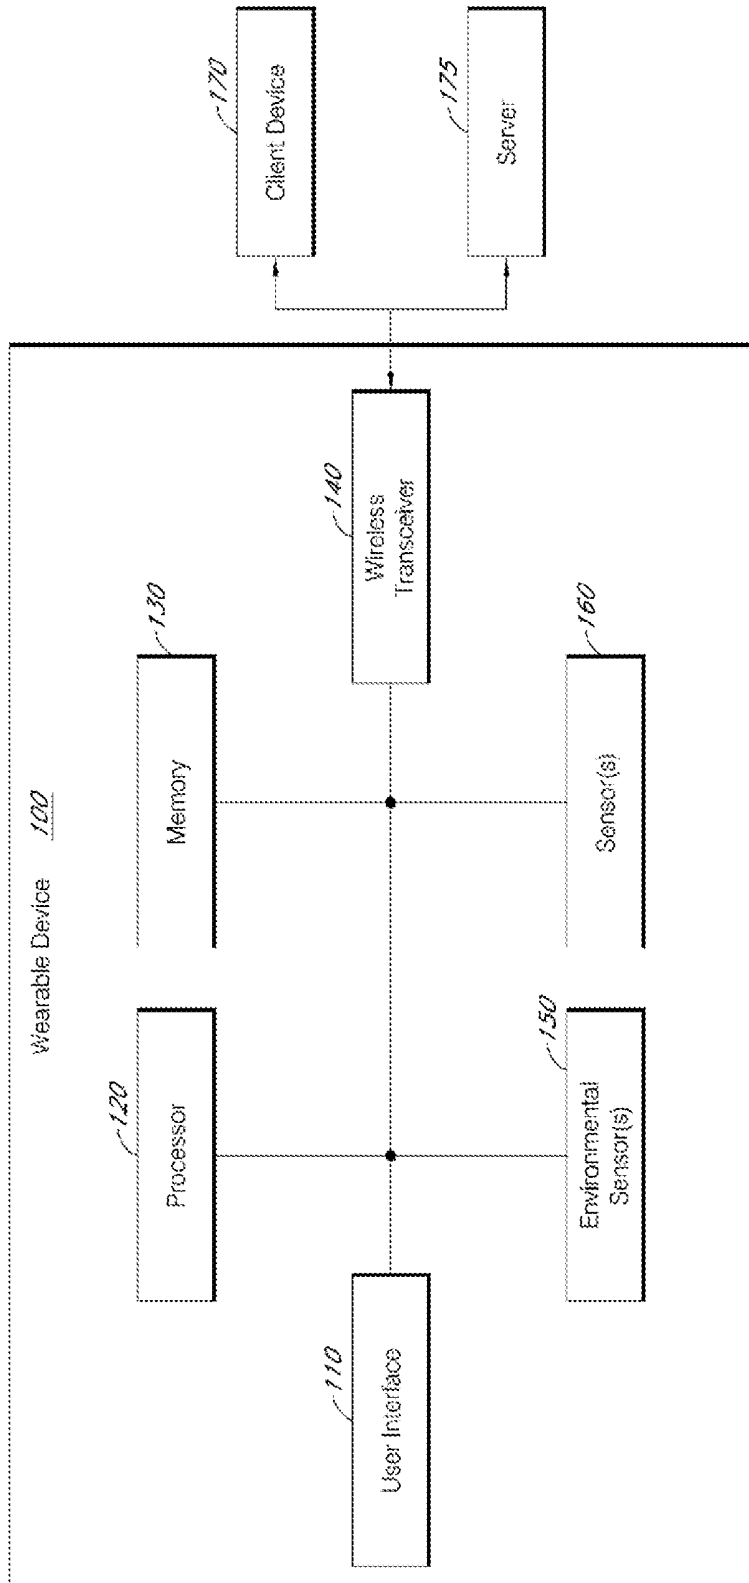 Wearable Device 100
120
Processor
130
Memory
110
User Interface
140
Wireless
Transceiver
150
Environmental
Sensor(s)
160
Sensor(s)
170
Client Device
175
Server